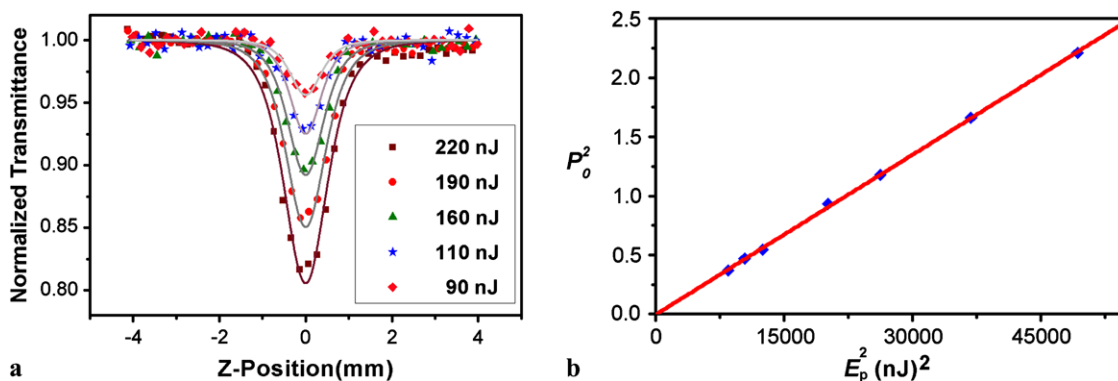 Normalized Transmittance
1.00
0.95
0.90
0.85
0.80
220 nJ
190 nJ
160 nJ
110 nJ
90 nJ
-4 -2 0 2 4
Z-Position(mm)
a
P_o^2
2.5
2.0
1.5
1.0
0.5
0.0
0 15000 30000 45000
E_p^2 (nJ)^2
b